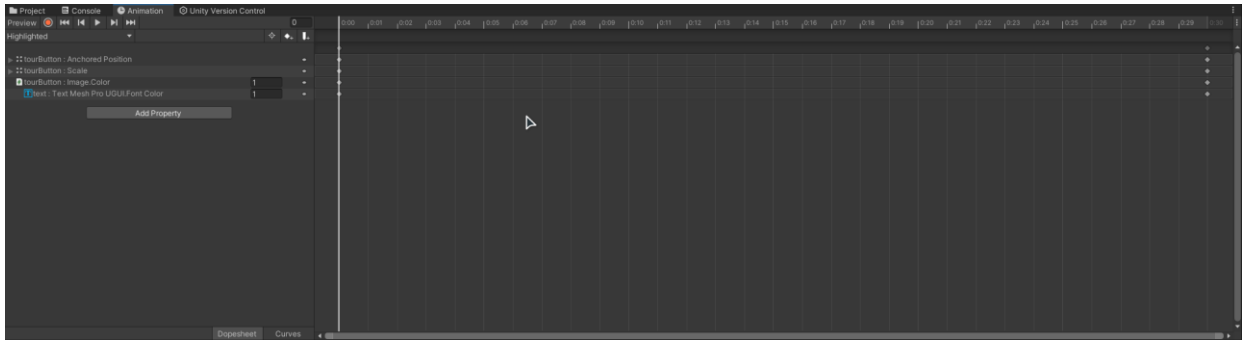 Project Console Animation Unity Version Control
Preview 0 0:00 0:01 0:02 0:03 0:04 0:05 0:06 0:07 0:08 0:09 0:10 0:11 0:12 0:13 0:14 0:15 0:16 0:17 0:18 0:19 0:20 0:21 0:22 0:23 0:24 0:25 0:26 0:27 0:28 0:29 0:30
Highlighted
tourButton : Anchored Position
tourButton : Scale
tourButton : Image.Color 1
text : Text Mesh Pro UGUI.Font Color 1
Add Property
Dopesheet Curves